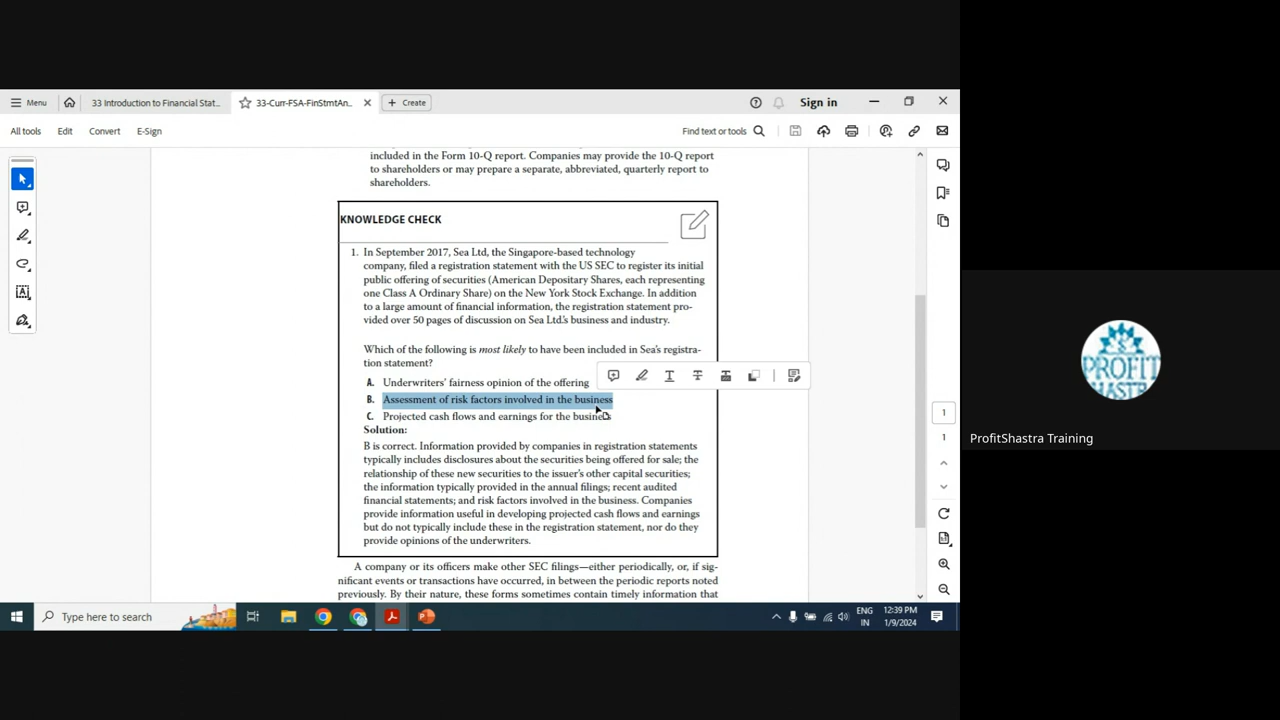 Menu
33 Introduction to Financial Stat...
33-Curr-FSA-FinStmtAn...
Create
Sign in
All tools
Edit
Convert
E-Sign
Find text or tools
included in the Form 10-Q report. Companies may provide the 10-Q report
to shareholders or may prepare a separate, abbreviated, quarterly report to
shareholders.
KNOWLEDGE CHECK
1. In September 2017, Sea Ltd, the Singapore-based technology
company, filed a registration statement with the US SEC to register its initial
public offering of securities (American Depositary Shares, each representing
one Class A Ordinary Share) on the New York Stock Exchange. In addition
to a large amount of financial information, the registration statement pro-
vided over 50 pages of discussion on Sea Ltd.'s business and industry.
Which of the following is most likely to have been included in Sea's registra-
tion statement?
A. Underwriters' fairness opinion of the offering
B. Assessment of risk factors involved in the business
C. Projected cash flows and earnings for the business
Solution:
B is correct. Information provided by companies in registration statements
typically includes disclosures about the securities being offered for sale; the
relationship of these new securities to the issuer's other capital securities;
the information typically provided in the annual filings; recent audited
financial statements; and risk factors involved in the business. Companies
provide information useful in developing projected cash flows and earnings
but do not typically include these in the registration statement, nor do they
provide opinions of the underwriters.
A company or its officers make other SEC filings—either periodically, or, if sig-
nificant events or transactions have occurred, in between the periodic reports noted
previously. By their nature, these forms sometimes contain timely information that
1
1
Type here to search
ENG
IN
12:39 PM
1/9/2024
PROFIT
SHASTRA
ProfitShastra Training